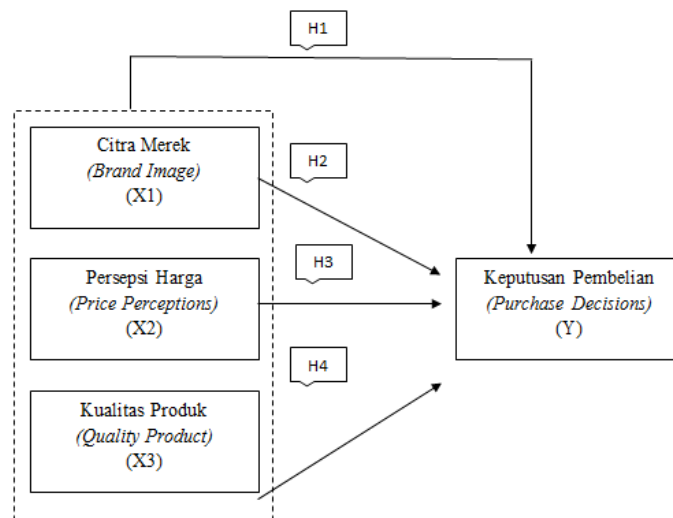 H1
Citra Merek
(Brand Image)
(X1)
H2
Persepsi Harga
(Price Perceptions)
(X2)
H3
Keputusan Pembelian
(Purchase Decisions)
(Y)
H4
Kualitas Produk
(Quality Product)
(X3)